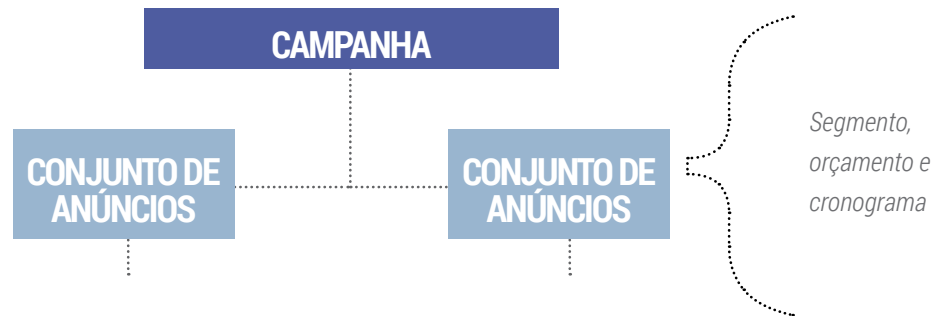 CAMPANHA
CONJUNTO DE
ANÚNCIOS
CONJUNTO DE
ANÚNCIOS
Segmento,
orçamento e
cronograma